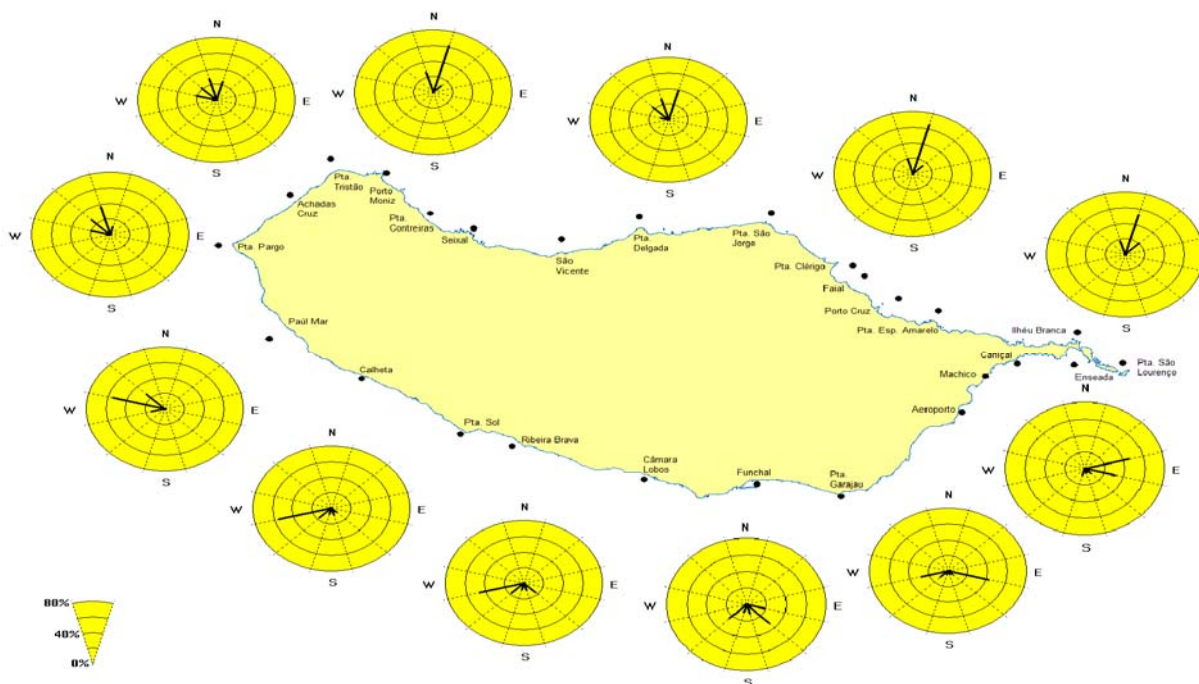 N
W
E
S
N
W
E
S
N
W
E
S
N
W
E
S
N
W
E
S
N
W
E
S
N
W
E
S
N
W
E
S
N
W
E
S
N
W
E
S
N
W
E
S
N
W
E
S
Pta.
Tristão
Porto
Moniz
Achadas
Cruz
Pta.
Contreiras
Seixal
Pta. Pargo
São
Vicente
Pta.
Delgada
Pta. São
Jorge
Pta. Clérigo
Faial
Porto Cruz
Pta. Esp. Amarelo
Ilhéu Branca
Caniçal
Pta. São
Lourenço
Enseada
Machico
Aeroporto
Paúl Mar
Calheta
Pta. Sol
Ribeira Brava
Câmara
Lobos
Funchal
Pta.
Garajau
80%
40%
0%